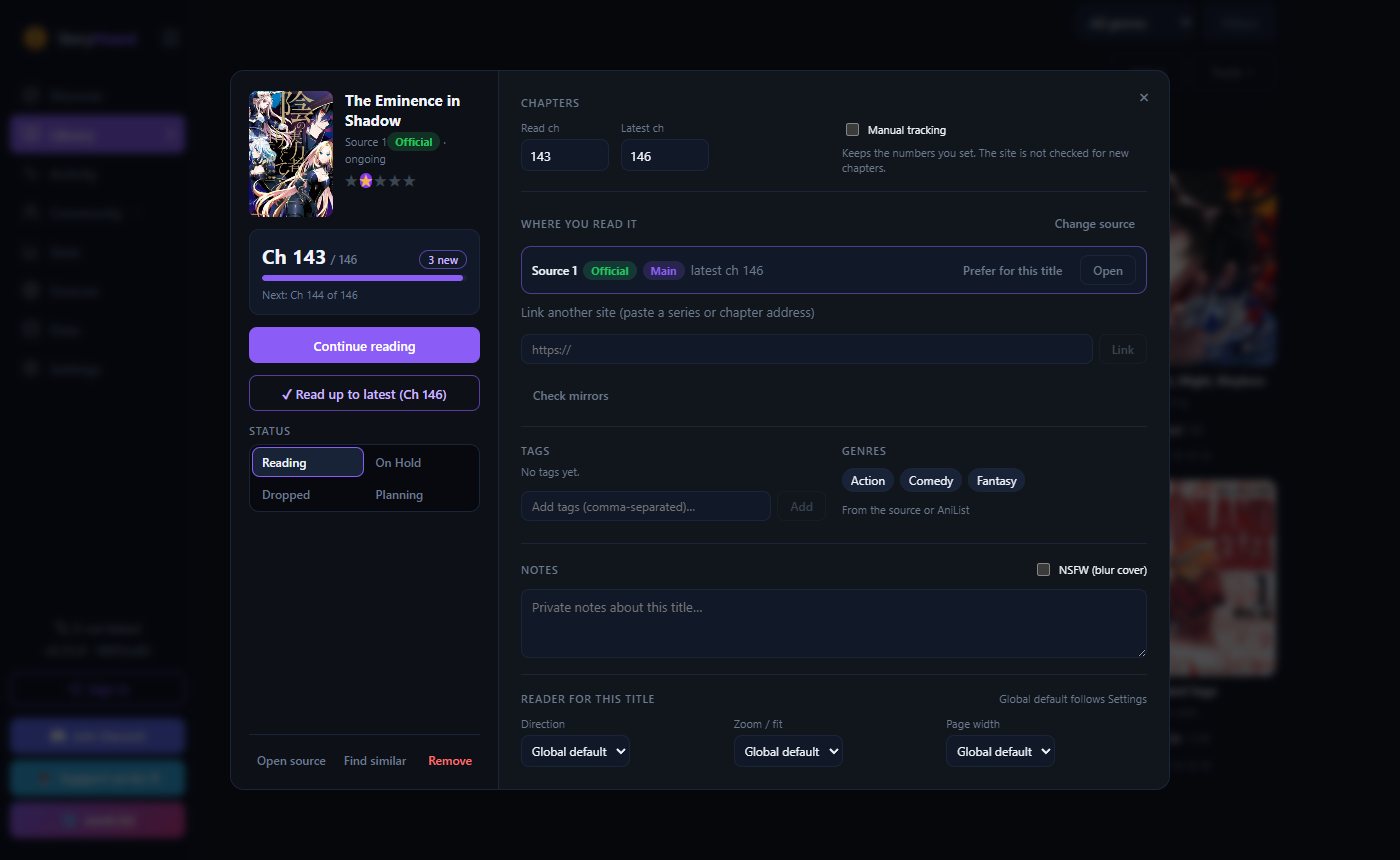 The Eminence in
Shadow
Source 1 Official ·
ongoing
Ch 143 / 146
3 new
Next: Ch 144 of 146
Continue reading
✓ Read up to latest (Ch 146)
STATUS
Reading
On Hold
Dropped
Planning
Open source
Find similar
Remove
CHAPTERS
×
Read ch
Latest ch
143
146
Manual tracking
Keeps the numbers you set. The site is not checked for new
chapters.
WHERE YOU READ IT
Change source
Source 1 Official Main latest ch 146
Prefer for this title
Open
Link another site (paste a series or chapter address)
https://
Link
Check mirrors
TAGS
No tags yet.
Add tags (comma-separated)...
Add
GENRES
Action
Comedy
Fantasy
From the source or AniList
NOTES
NSFW (blur cover)
Private notes about this title...
READER FOR THIS TITLE
Global default follows Settings
Direction
Zoom / fit
Page width
Global default
Global default
Global default